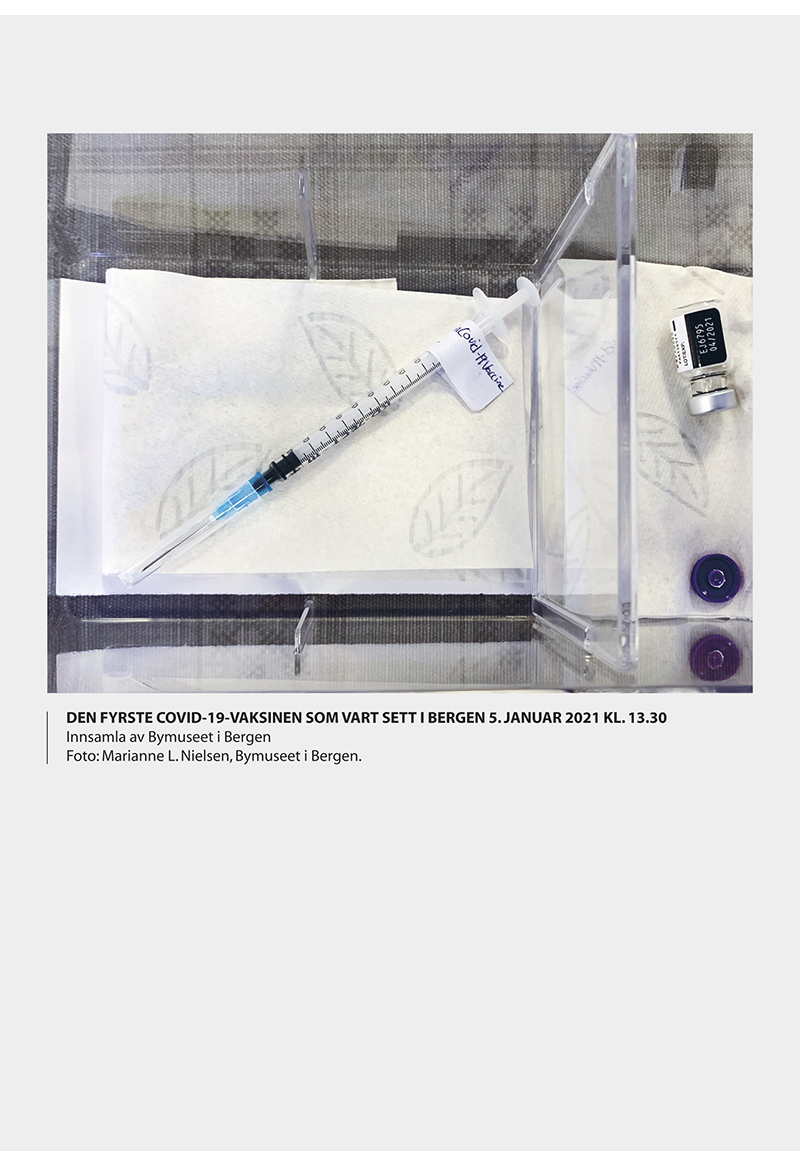 Covid-19 Vaccine
EJ6795
04/2021
DEN FYRSTE COVID-19-VAKSINEN SOM VART SETT I BERGEN 5. JANUAR 2021 KL. 13.30
Innsamla av Bymuseet i Bergen
Foto: Marianne L. Nielsen, Bymuseet i Bergen.